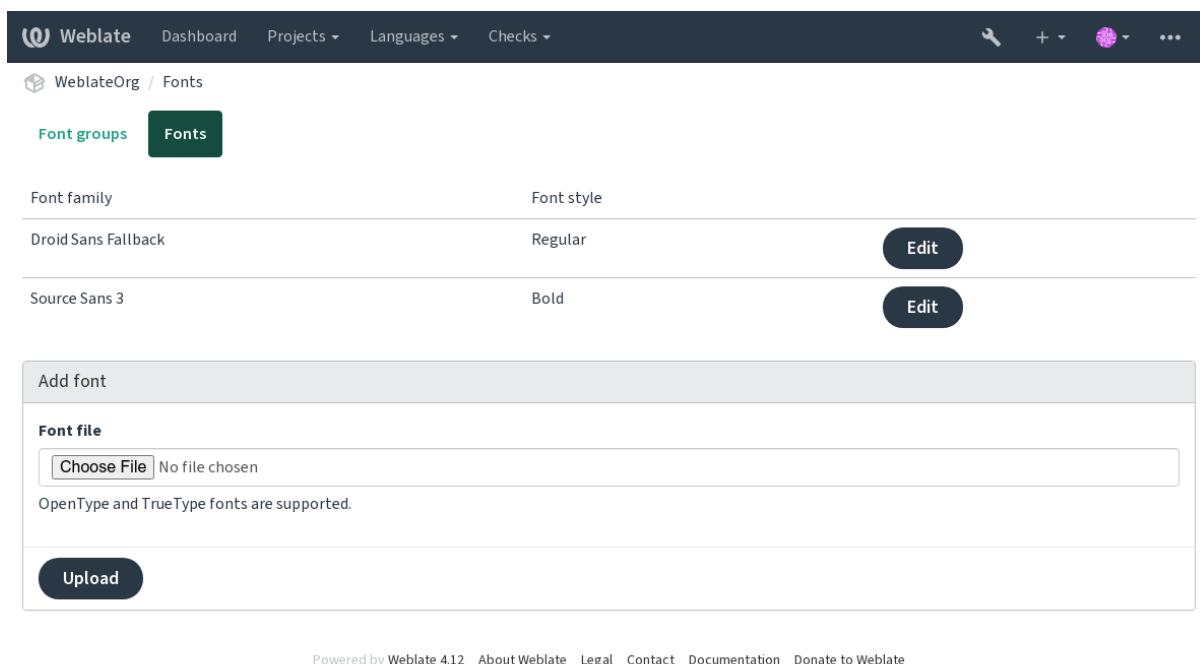 Weblate Dashboard Projects Languages Checks
WeblateOrg / Fonts
Font groups Fonts
Font family Font style
Droid Sans Fallback Regular Edit
Source Sans 3 Bold Edit
Add font
Font file
Choose File No file chosen
OpenType and TrueType fonts are supported.
Upload
Powered by Weblate 4.12 About Weblate Legal Contact Documentation Donate to Weblate